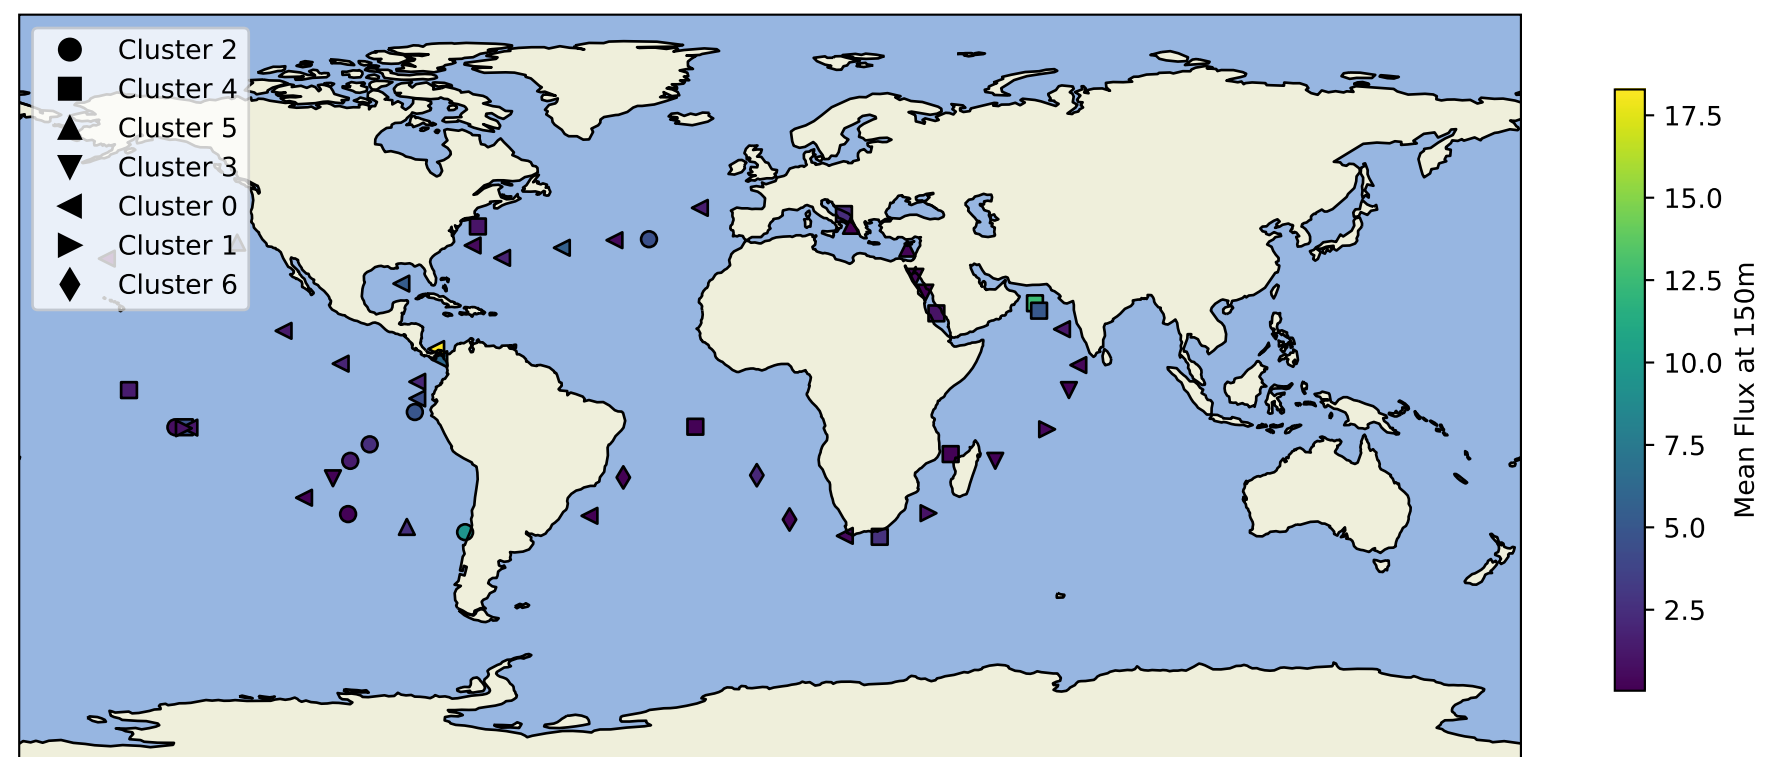 Cluster 2
Cluster 4
Cluster 5
Cluster 3
Cluster 0
Cluster 1
Cluster 6
17.5
15.0
12.5
10.0
7.5
5.0
2.5
Mean Flux at 150m